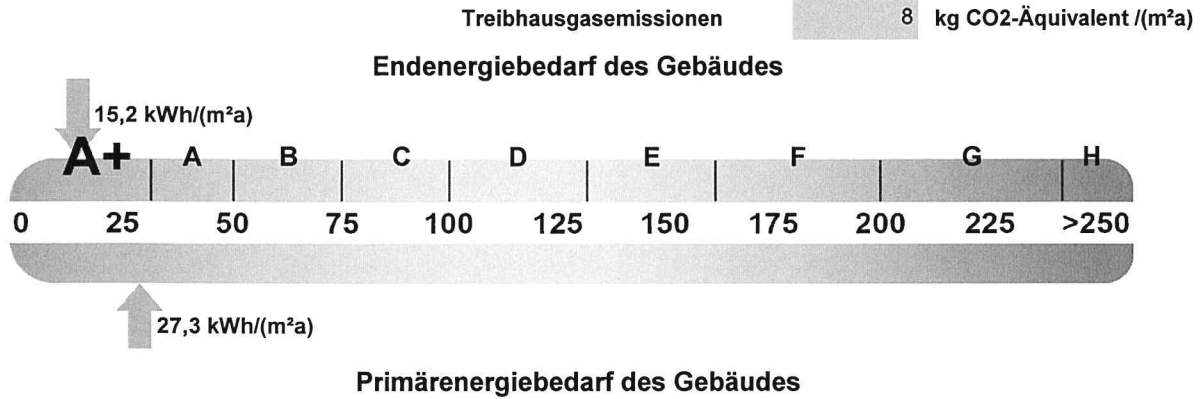 Treibhausgasemissionen 8 kg CO2-Äquivalent /(m²a)
Endenergiebedarf des Gebäudes
15,2 kWh/(m²a)
A+ A B C D E F G H
0 25 50 75 100 125 150 175 200 225 >250
27,3 kWh/(m²a)
Primärenergiebedarf des Gebäudes